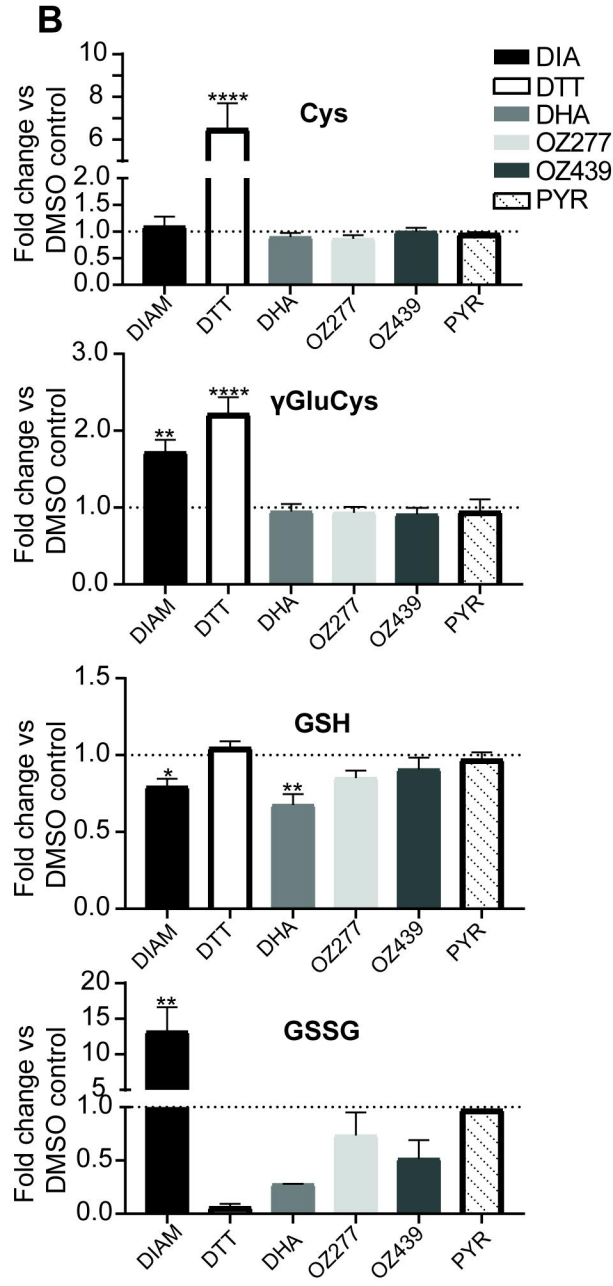 B
Fold change vs
DMSO control
10
8
6
2.0
1.5
1.0
0.5
0.0
****
Cys
DIA
DTT
DHA
OZ277
OZ439
PYR
DIAM
DTT
DHA
OZ277
OZ439
PYR
Fold change vs
DMSO control
3.0
2.0
1.0
0.0
**
****
γGluCys
DIAM
DTT
DHA
OZ277
OZ439
PYR
Fold change vs
DMSO control
1.5
1.0
0.5
0.0
*
**
GSH
DIAM
DTT
DHA
OZ277
OZ439
PYR
Fold change vs
DMSO control
20
15
10
5
1.0
0.5
0.0
**
GSSG
DIAM
DTT
DHA
OZ277
OZ439
PYR